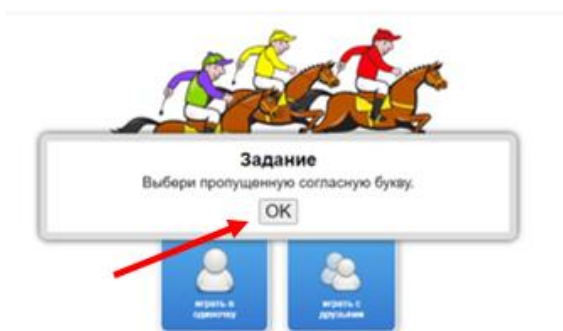 Задание
Выбери пропущенную согласную букву.
OK
играть в
одиночку
играть с
друзьями